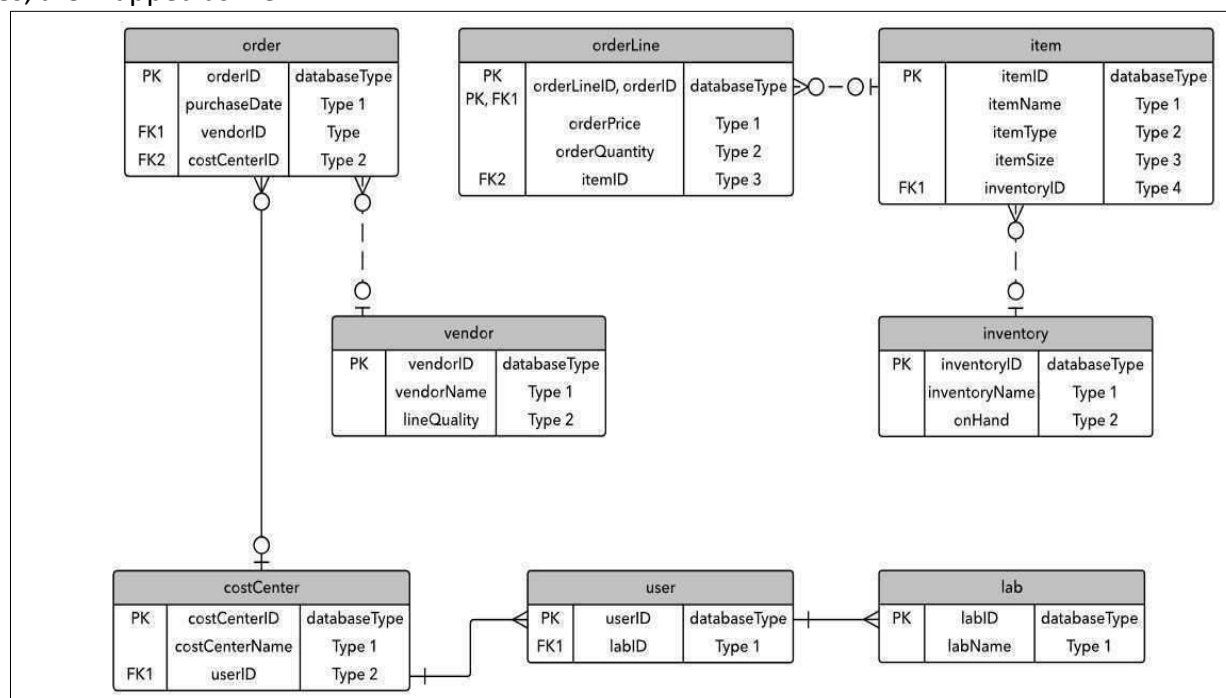 order
PK orderID databaseType
purchaseDate Type 1
FK1 vendorID Type
FK2 costCenterID Type 2
orderLine
PK
PK, FK1 orderLineID, orderID databaseType
orderPrice Type 1
orderQuantity Type 2
FK2 itemID Type 3
item
PK itemID databaseType
itemName Type 1
itemType Type 2
itemSize Type 3
FK1 inventoryID Type 4
vendor
PK vendorID databaseType
vendorName Type 1
lineQuality Type 2
inventory
PK inventoryID databaseType
inventoryName Type 1
onHand Type 2
costCenter
PK costCenterID databaseType
costCenterName Type 1
FK1 userID Type 2
user
PK userID databaseType
FK1 labID Type 1
lab
PK labID databaseType
labName Type 1